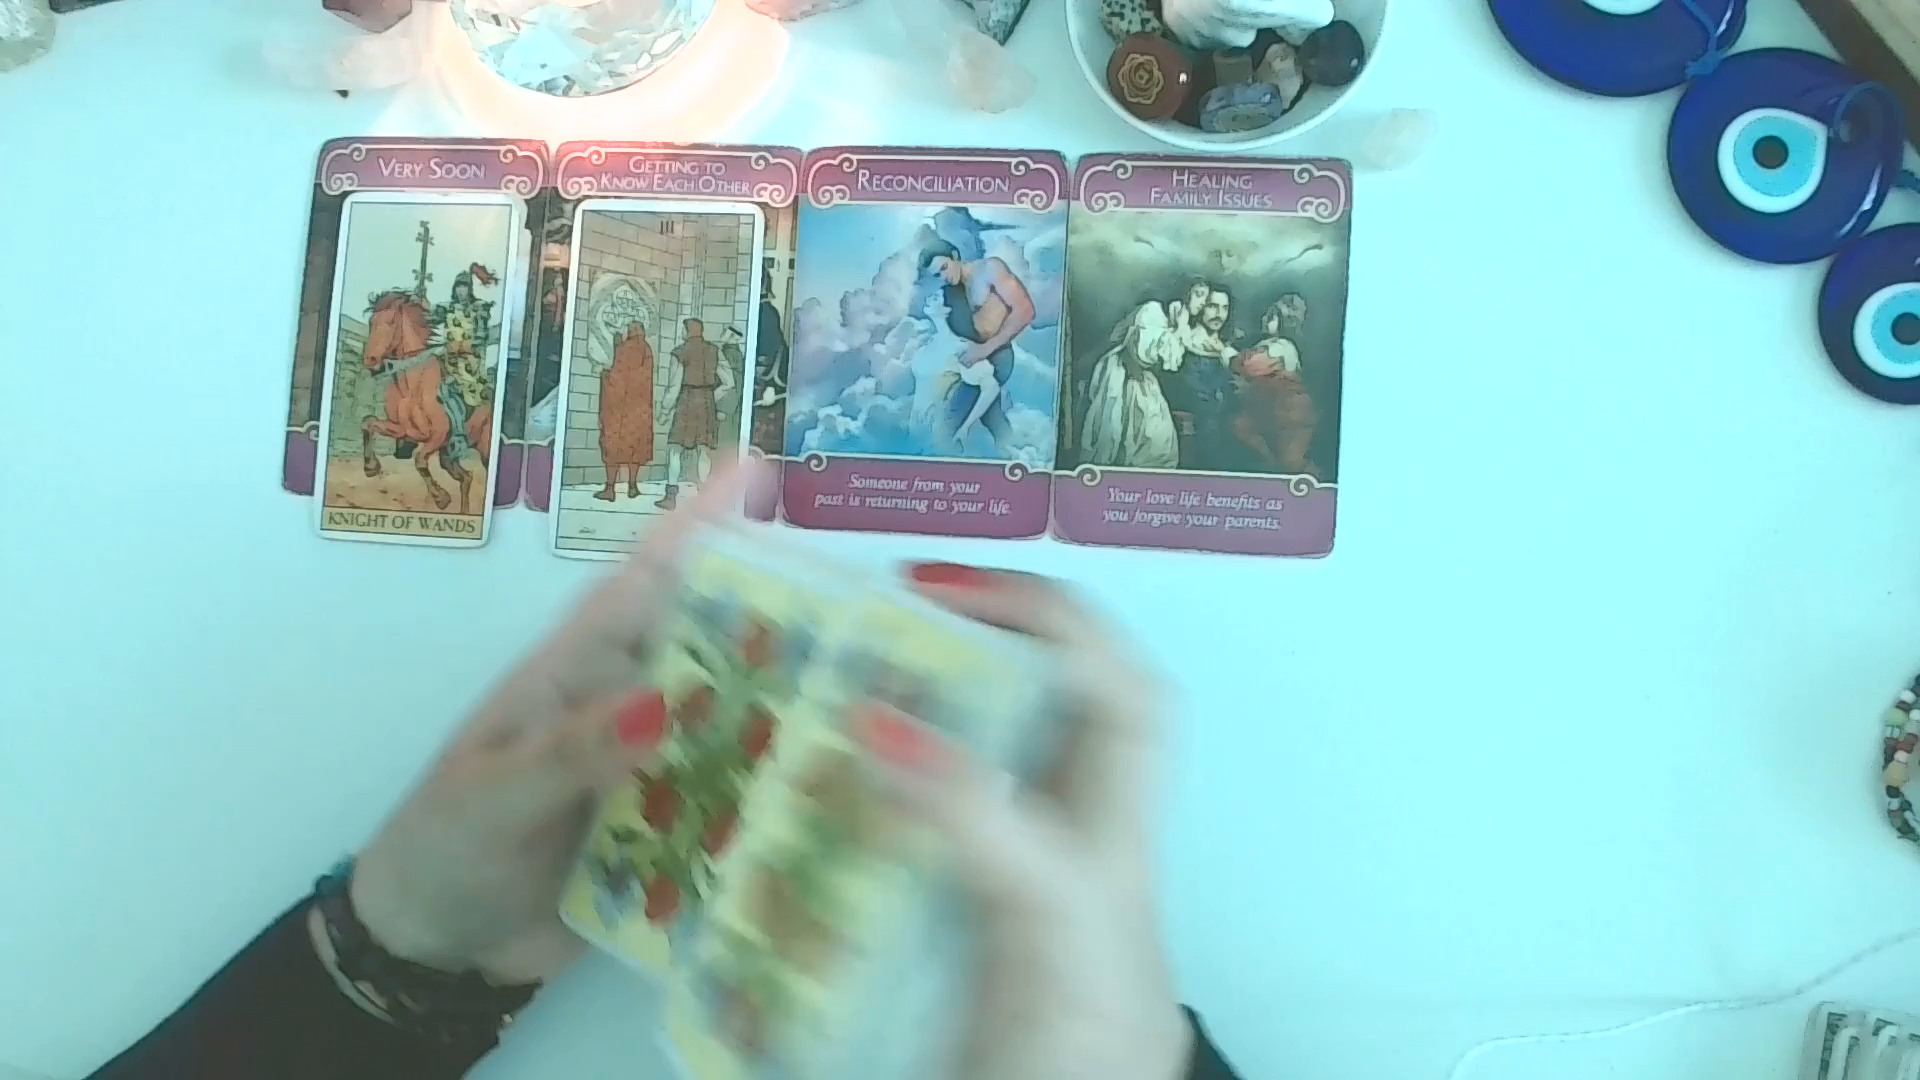 VERY SOON
KNIGHT OF WANDS
GETTING TO
KNOW EACH OTHER
III
RECONCILIATION
Someone from your
past is returning to your life.
HEALING
FAMILY ISSUES
Your love life benefits as
you forgive your parents.